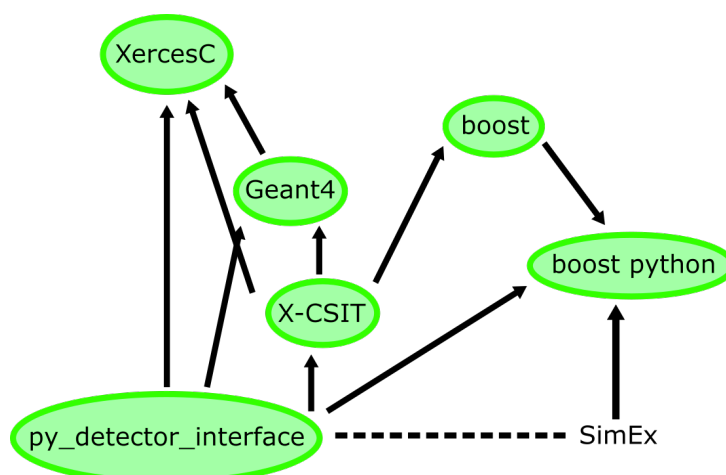 XercesC
boost
Geant4
boost python
X-CSIT
py_detector_interface
SimEx